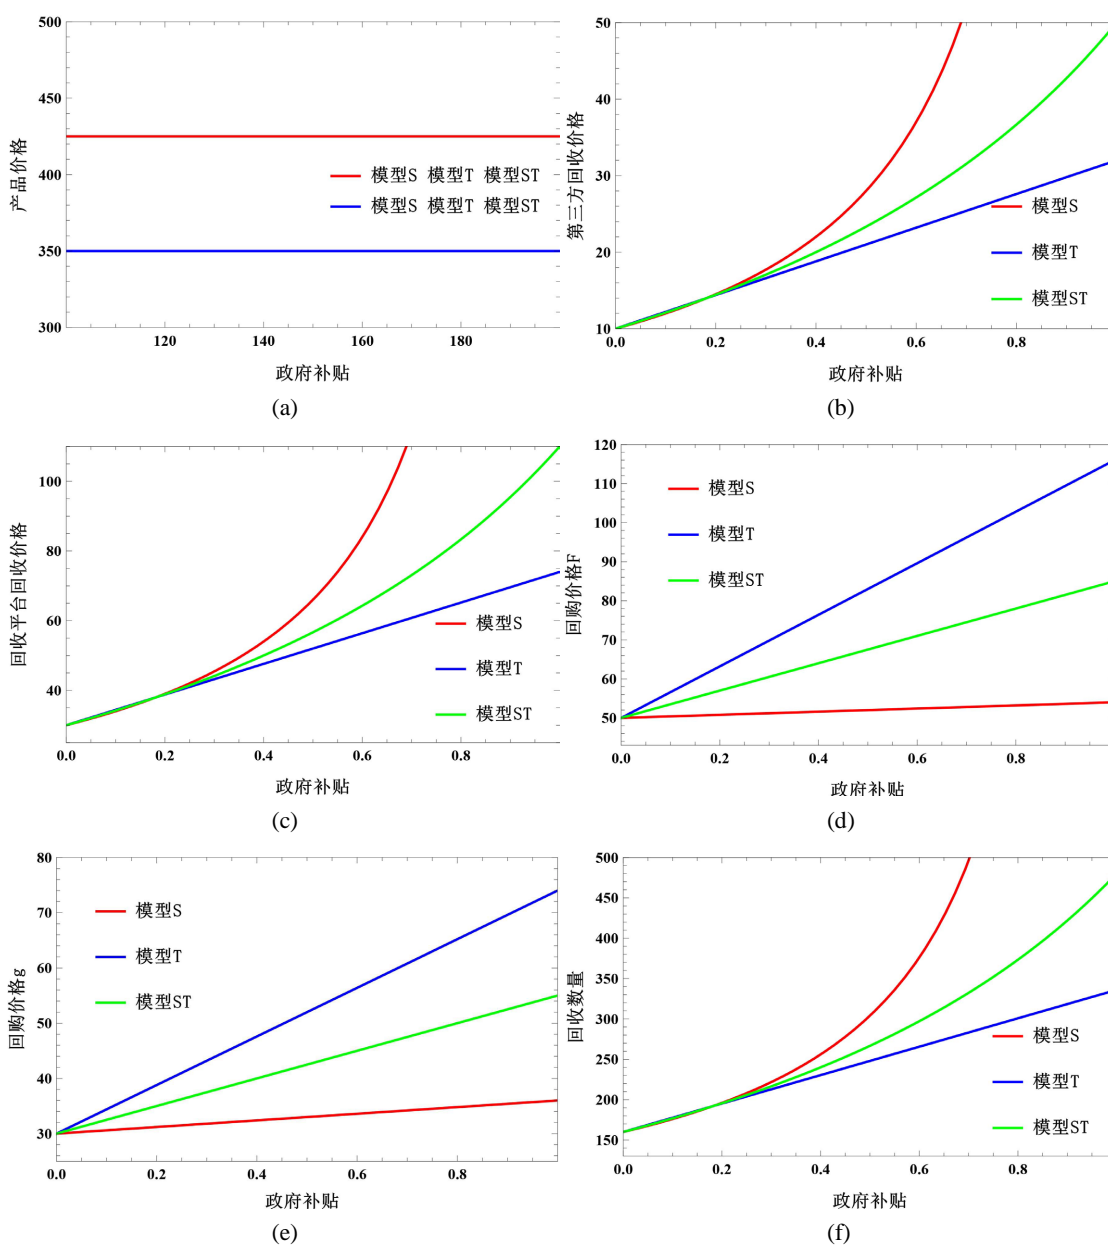 500
450
400
350
300
产品价格
模型S 模型T 模型ST
模型S 模型T 模型ST
120
140
160
180
政府补贴
(a)
50
40
30
20
10
第三方回收价格
模型S
模型T
模型ST
0.0
0.2
0.4
0.6
0.8
政府补贴
(b)
100
80
60
40
回收平台回收价格
模型S
模型T
模型ST
0.0
0.2
0.4
0.6
0.8
政府补贴
(c)
120
110
100
90
80
70
60
50
回购价格F
模型S
模型T
模型ST
0.0
0.2
0.4
0.6
0.8
政府补贴
(d)
80
70
60
50
40
30
回购价格g
模型S
模型T
模型ST
0.0
0.2
0.4
0.6
0.8
政府补贴
(e)
500
450
400
350
300
250
200
150
回收数量
模型S
模型T
模型ST
0.0
0.2
0.4
0.6
0.8
政府补贴
(f)